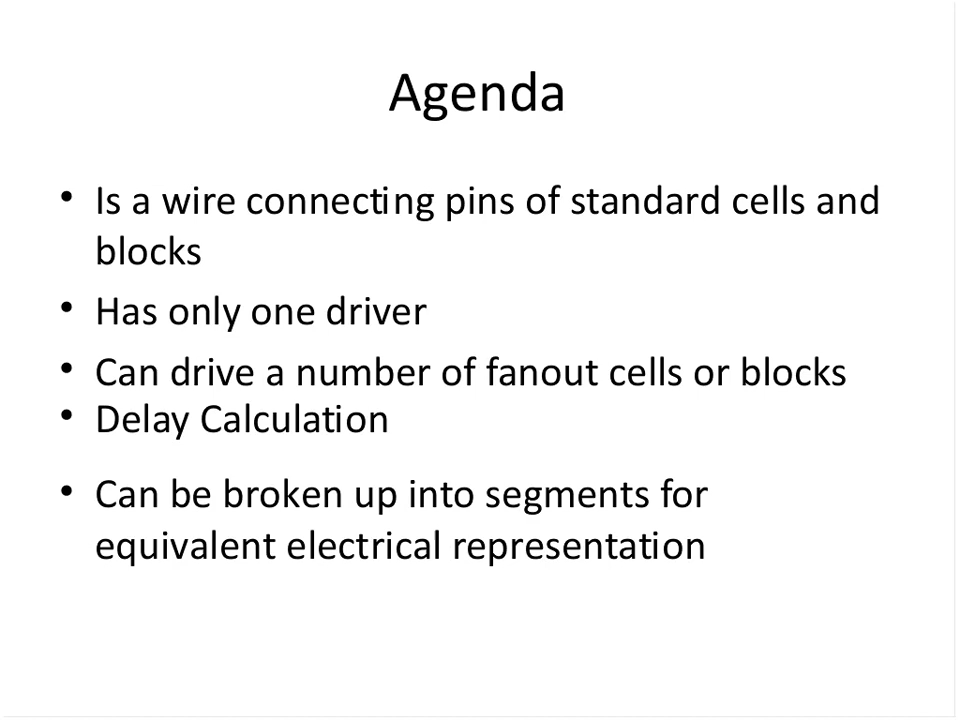 Agenda
• Is a wire connecting pins of standard cells and
blocks
• Has only one driver
• Can drive a number of fanout cells or blocks
• Delay Calculation
• Can be broken up into segments for
equivalent electrical representation